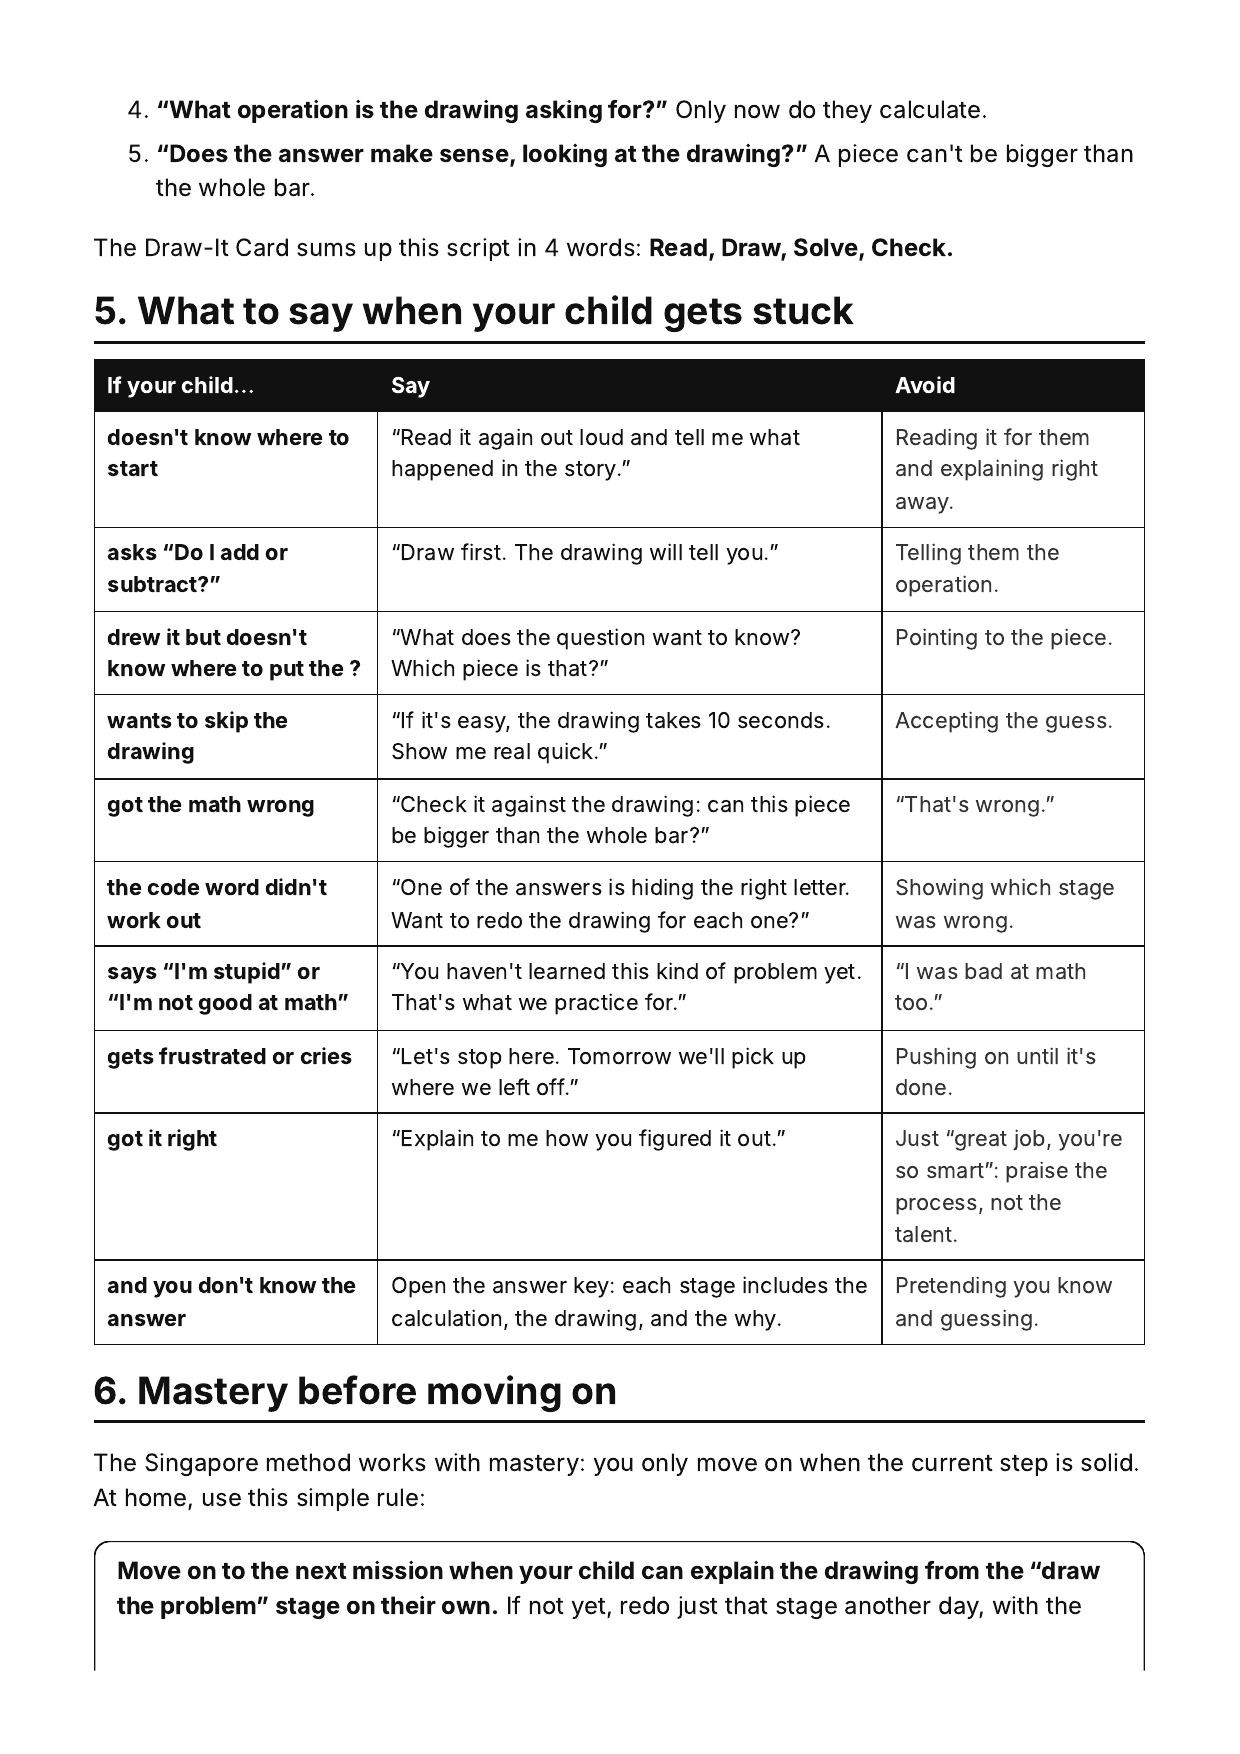 4. “What operation is the drawing asking for?” Only now do they calculate.
5. “Does the answer make sense, looking at the drawing?” A piece can't be bigger than
the whole bar.
The Draw-It Card sums up this script in 4 words: Read, Draw, Solve, Check.
5. What to say when your child gets stuck
If your child… Say Avoid
doesn't know where to
start
“Read it again out loud and tell me what
happened in the story.”
Reading it for them
and explaining right
away.
asks “Do I add or
subtract?”
“Draw first. The drawing will tell you.”
Telling them the
operation.
drew it but doesn't
know where to put the ?
“What does the question want to know?
Which piece is that?”
Pointing to the piece.
wants to skip the
drawing
“If it's easy, the drawing takes 10 seconds.
Show me real quick.”
Accepting the guess.
got the math wrong
“Check it against the drawing: can this piece
be bigger than the whole bar?”
“That's wrong.”
the code word didn't
work out
“One of the answers is hiding the right letter.
Want to redo the drawing for each one?”
Showing which stage
was wrong.
says “I'm stupid” or
“I'm not good at math”
“You haven't learned this kind of problem yet.
That's what we practice for.”
“I was bad at math
too.”
gets frustrated or cries
“Let's stop here. Tomorrow we'll pick up
where we left off.”
Pushing on until it's
done.
got it right
“Explain to me how you figured it out.”
Just “great job, you're
so smart”: praise the
process, not the
talent.
and you don't know the
answer
Open the answer key: each stage includes the
calculation, the drawing, and the why.
Pretending you know
and guessing.
6. Mastery before moving on
The Singapore method works with mastery: you only move on when the current step is solid.
At home, use this simple rule:
Move on to the next mission when your child can explain the drawing from the “draw
the problem” stage on their own. If not yet, redo just that stage another day, with the